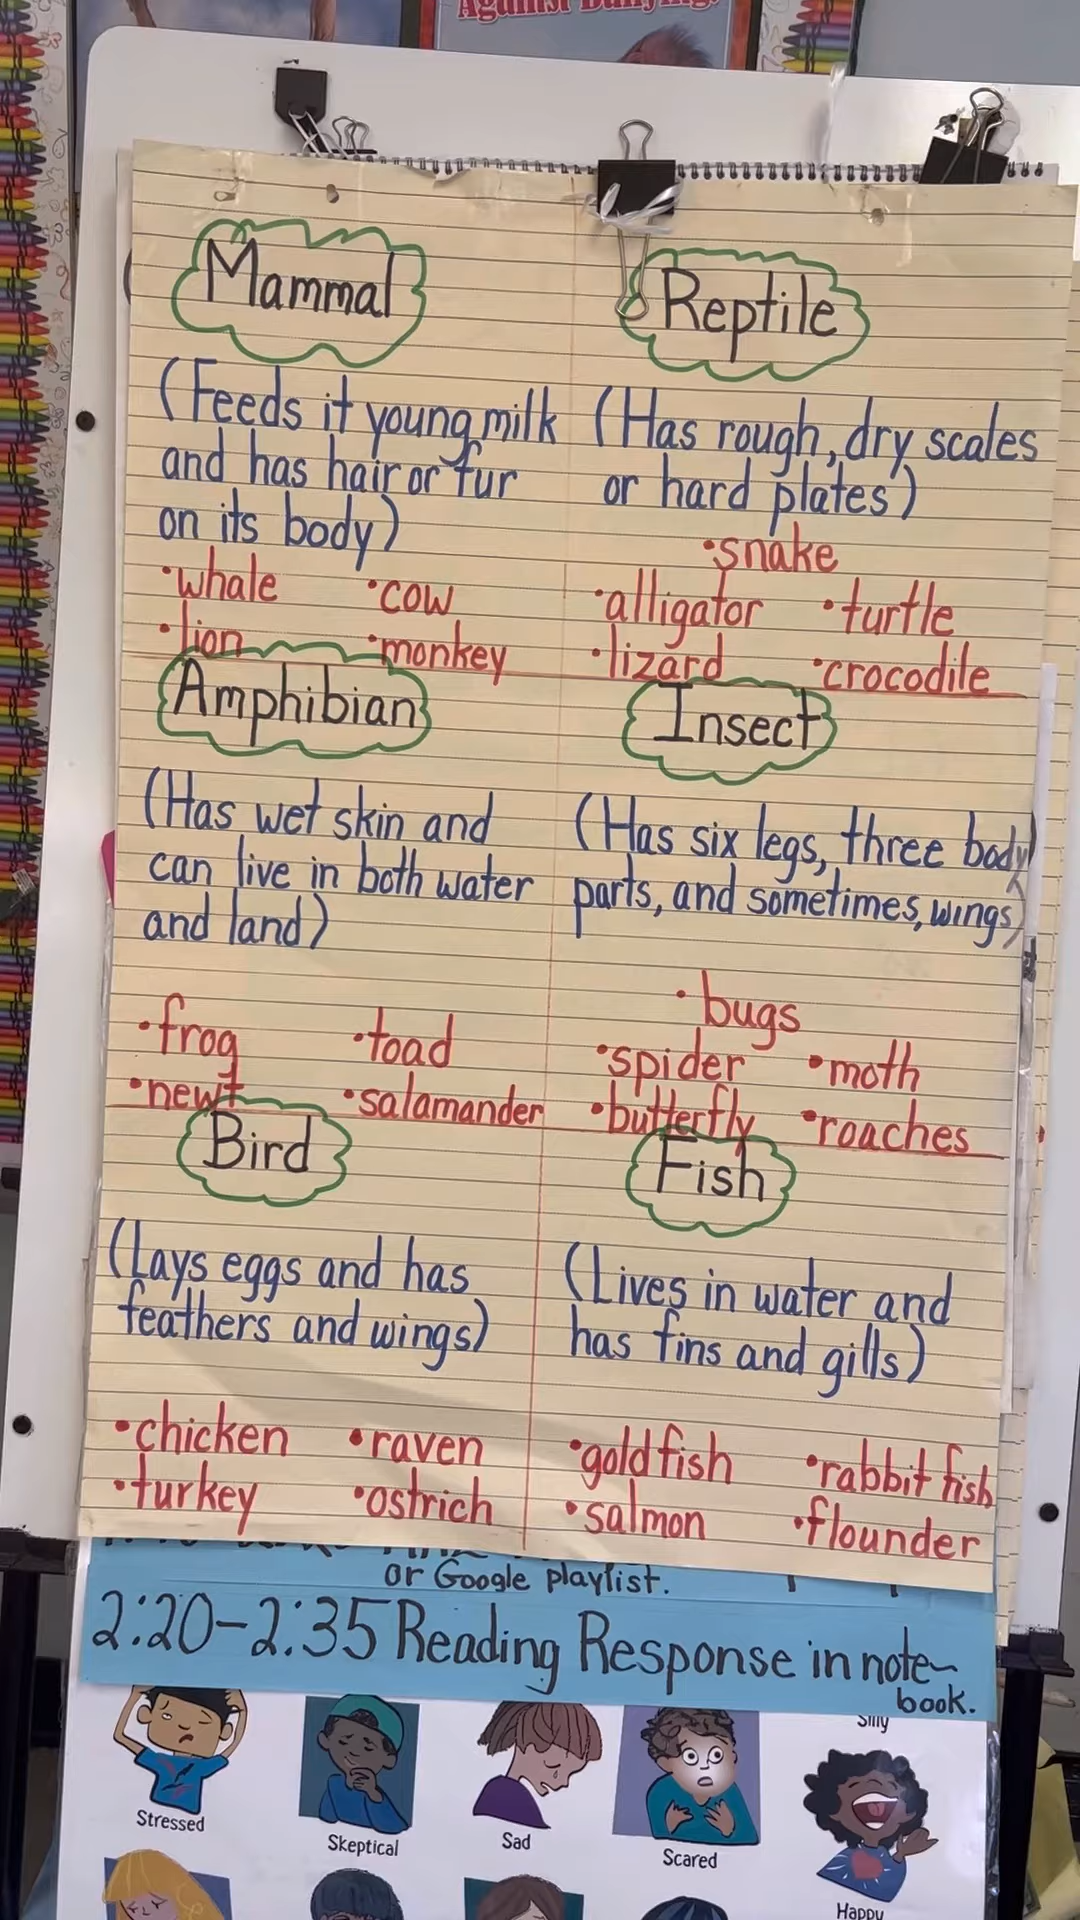 Against Bullying!
Mammal
(Feeds it young milk
and has hair or fur
on its body)
•whale •cow
•lion •monkey
Reptile
(Has rough, dry scales
or hard plates)
•snake
•alligator •turtle
•lizard •crocodile
Amphibian
(Has wet skin and
can live in both water
and land)
•frog •toad
•newt •salamander
Insect
(Has six legs, three body
parts, and sometimes, wings)
•bugs
•spider •moth
•butterfly •roaches
Bird
(Lays eggs and has
feathers and wings)
•chicken •raven
•turkey •ostrich
Fish
(Lives in water and
has fins and gills)
•goldfish •rabbit fish
•salmon •flounder
or Google playlist.
2:20-2:35 Reading Response in note-
book.
Silly
Stressed
Skeptical
Sad
Scared
Happy